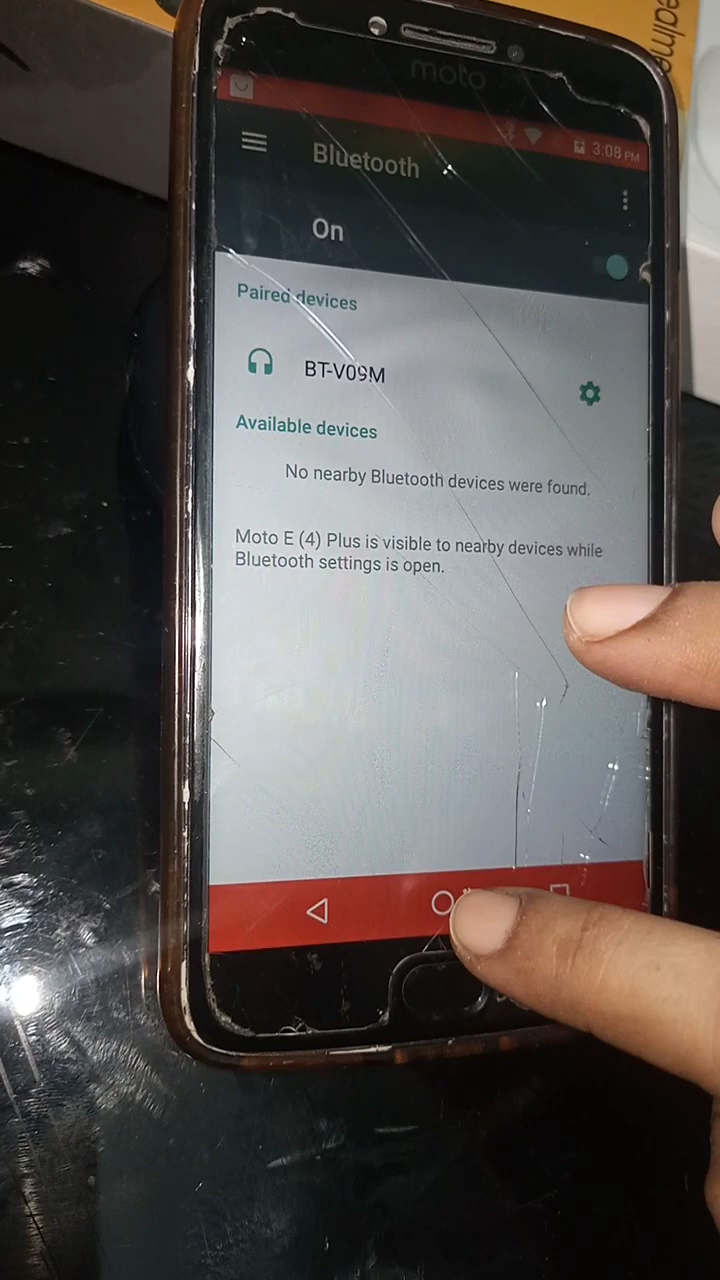 realme
moto
3:08 PM
Bluetooth
On
Paired devices
BT-V09M
Available devices
No nearby Bluetooth devices were found.
Moto E (4) Plus is visible to nearby devices while
Bluetooth settings is open.